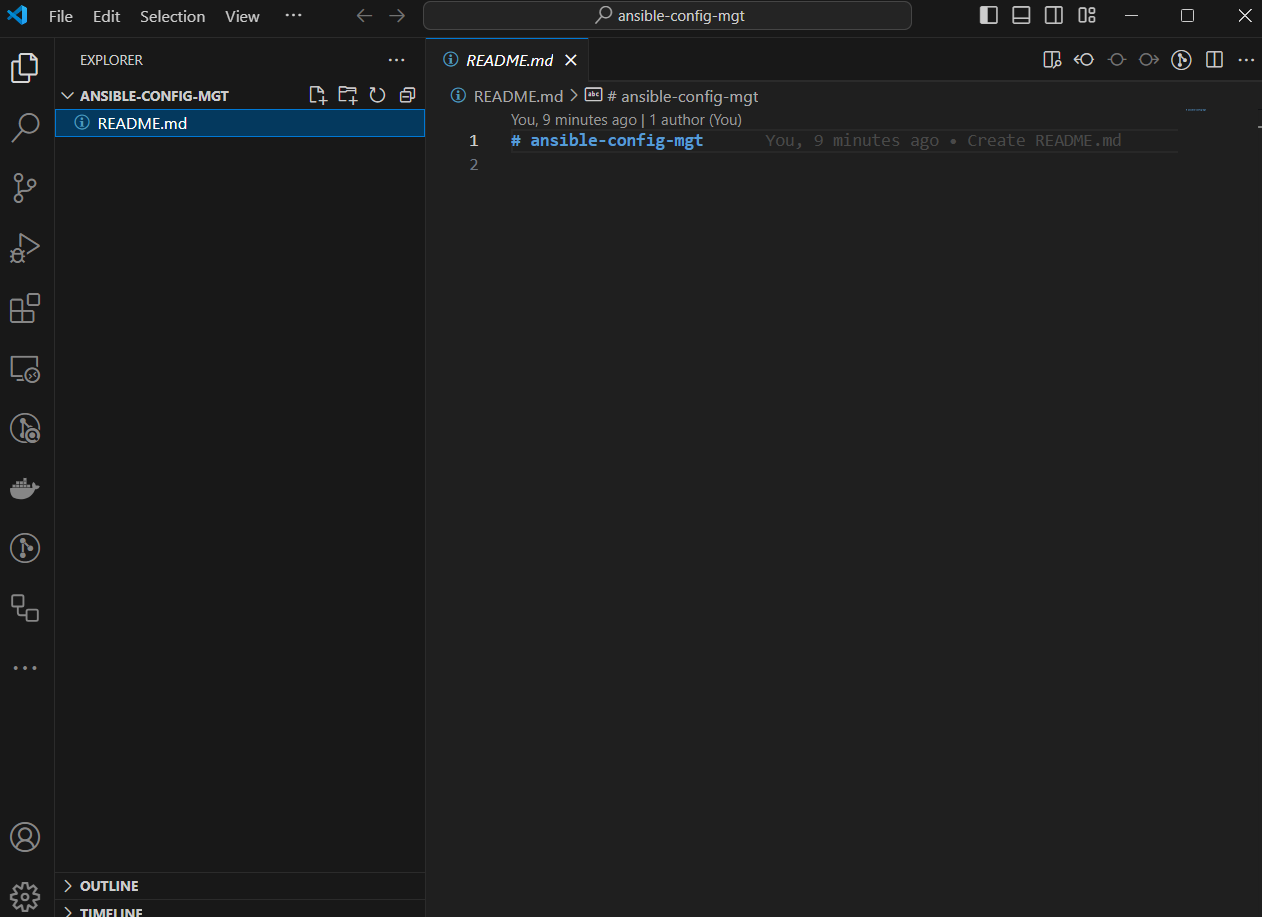 File Edit Selection View ··· ansible-config-mgt
EXPLORER ···
ANSIBLE-CONFIG-MGT
README.md
README.md
README.md > # ansible-config-mgt
You, 9 minutes ago | 1 author (You)
1 # ansible-config-mgt You, 9 minutes ago • Create README.md
2
OUTLINE
TIMELINE